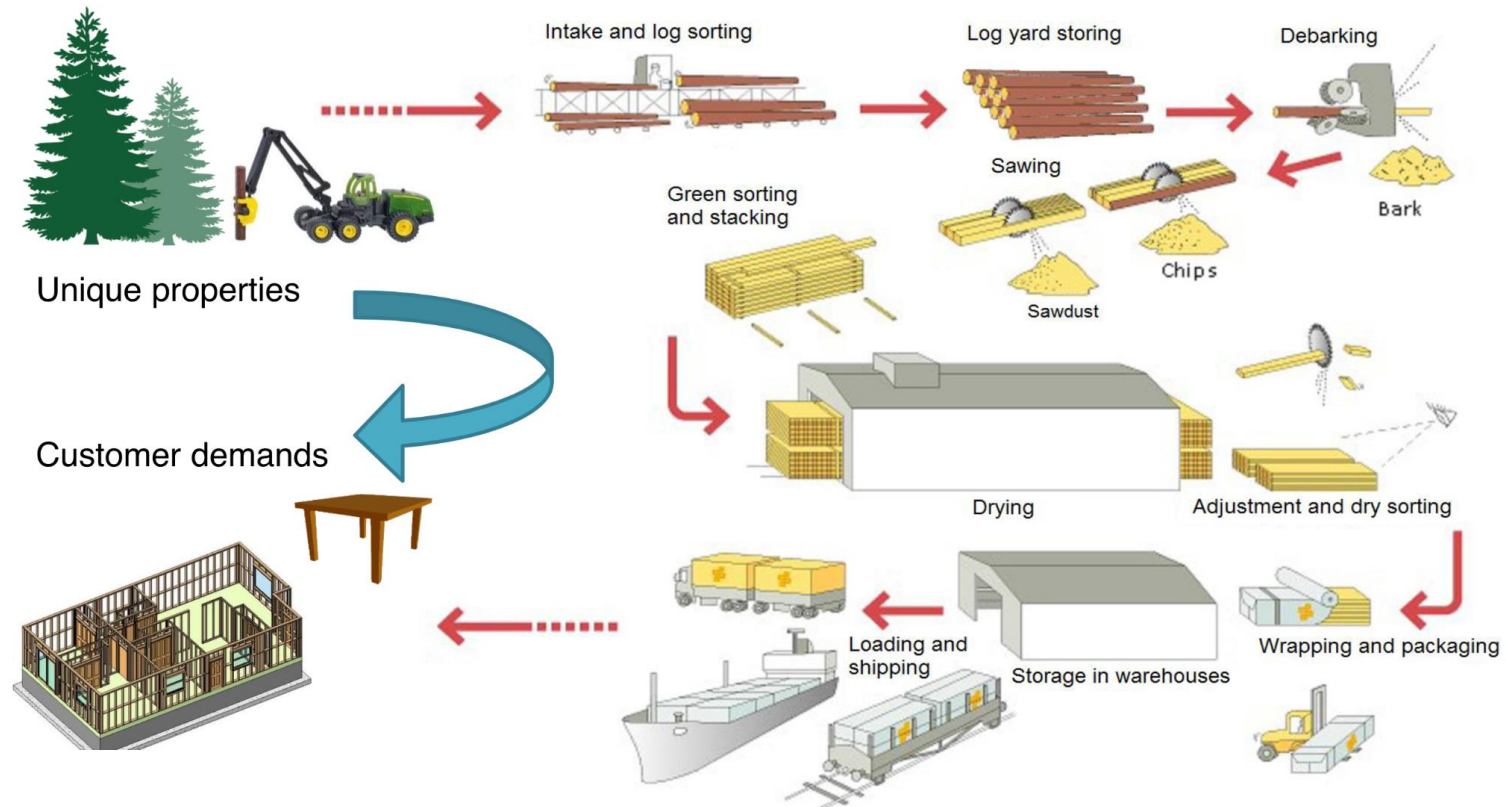 Intake and log sorting
Log yard storing
Debarking
Sawing
Green sorting
and stacking
Bark
Chips
Sawdust
Unique properties
Customer demands
Drying
Adjustment and dry sorting
Loading and
shipping
Storage in warehouses
Wrapping and packaging